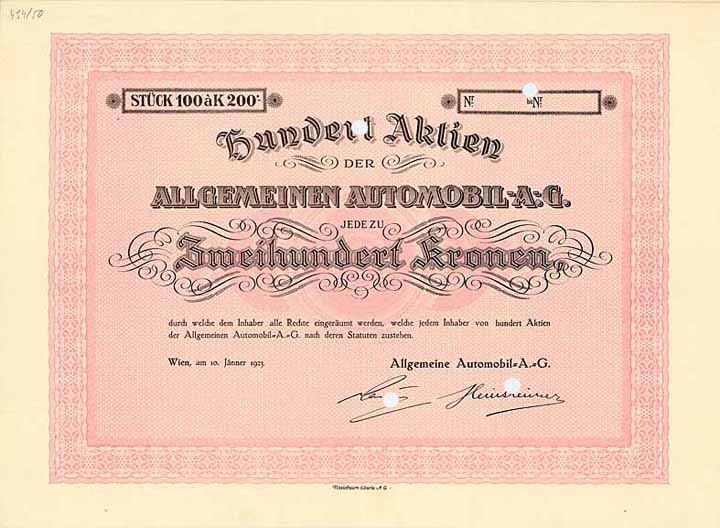 434/50
STÜCK 100 à K 200·-
Nr bis Nr
Hundert Aktien
DER
ALLGEMEINEN AUTOMOBIL-A.-G.
JEDE ZU
Zweihundert Kronen,
durch welche dem Inhaber alle Rechte eingeräumt werden, welche jedem Inhaber von hundert Aktien
der Allgemeinen Automobil-A.-G. nach deren Statuten zustehen.
Wien, am 10. Jänner 1923.
Allgemeine Automobil-A.-G.